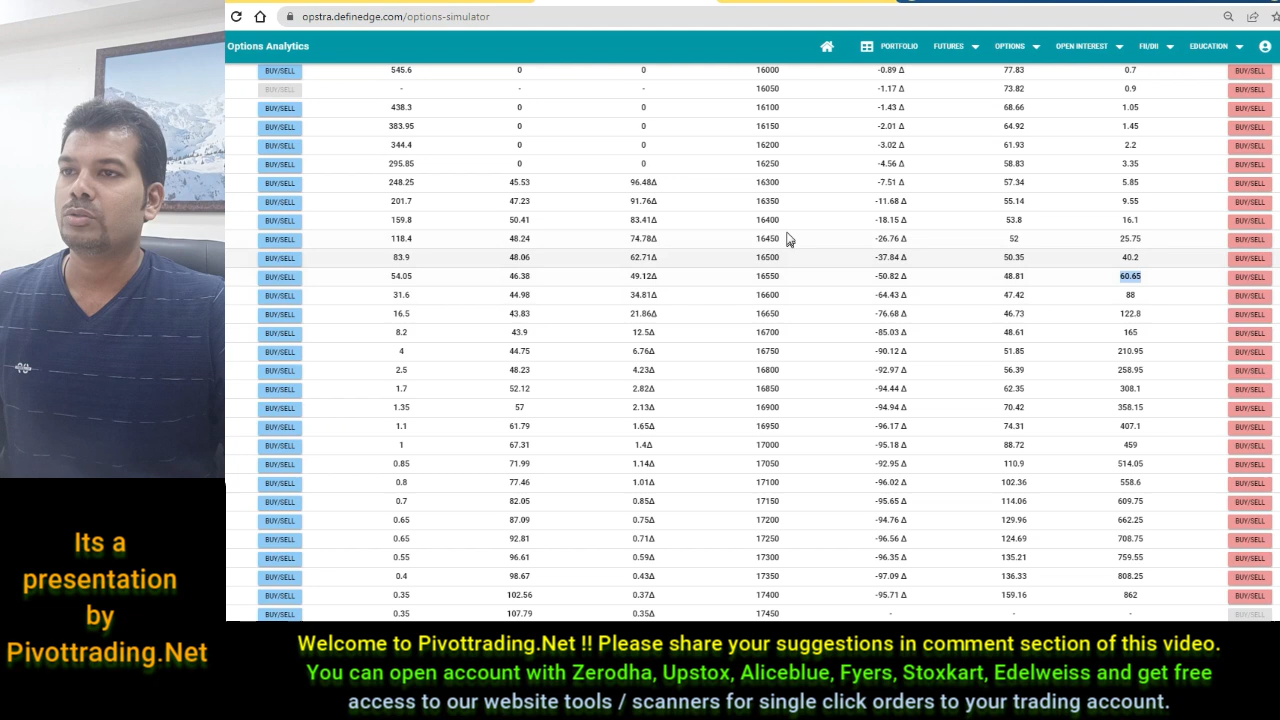 opstra.definedge.com/options-simulator
Options Analytics PORTFOLIO FUTURES OPTIONS OPEN INTEREST FII/DII EDUCATION
BUY/SELL 545.6 0 0 16000 -0.89 Δ 77.83 0.7 BUY/SELL
BUY/SELL - - - 16050 -1.17 Δ 73.82 0.9 BUY/SELL
BUY/SELL 438.3 0 0 16100 -1.43 Δ 68.66 1.05 BUY/SELL
BUY/SELL 383.95 0 0 16150 -2.01 Δ 64.92 1.45 BUY/SELL
BUY/SELL 344.4 0 0 16200 -3.02 Δ 61.93 2.2 BUY/SELL
BUY/SELL 295.85 0 0 16250 -4.56 Δ 58.83 3.35 BUY/SELL
BUY/SELL 248.25 45.53 96.48Δ 16300 -7.51 Δ 57.34 5.85 BUY/SELL
BUY/SELL 201.7 47.23 91.76Δ 16350 -11.68 Δ 55.14 9.55 BUY/SELL
BUY/SELL 159.8 50.41 83.41Δ 16400 -18.15 Δ 53.8 16.1 BUY/SELL
BUY/SELL 118.4 48.24 74.78Δ 16450 -26.76 Δ 52 25.75 BUY/SELL
BUY/SELL 83.9 48.06 62.71Δ 16500 -37.84 Δ 50.35 40.2 BUY/SELL
BUY/SELL 54.05 46.38 49.12Δ 16550 -50.82 Δ 48.81 60.65 BUY/SELL
BUY/SELL 31.6 44.98 34.81Δ 16600 -64.43 Δ 47.42 88 BUY/SELL
BUY/SELL 16.5 43.83 21.86Δ 16650 -76.68 Δ 46.73 122.8 BUY/SELL
BUY/SELL 8.2 43.9 12.5Δ 16700 -85.03 Δ 48.61 165 BUY/SELL
BUY/SELL 4 44.75 6.76Δ 16750 -90.12 Δ 51.85 210.95 BUY/SELL
BUY/SELL 2.5 48.23 4.23Δ 16800 -92.97 Δ 56.39 258.95 BUY/SELL
BUY/SELL 1.7 52.12 2.82Δ 16850 -94.44 Δ 62.35 308.1 BUY/SELL
BUY/SELL 1.35 57 2.13Δ 16900 -94.94 Δ 70.42 358.15 BUY/SELL
BUY/SELL 1.1 61.79 1.65Δ 16950 -96.17 Δ 74.31 407.1 BUY/SELL
BUY/SELL 1 67.31 1.4Δ 17000 -95.18 Δ 88.72 459 BUY/SELL
BUY/SELL 0.85 71.99 1.14Δ 17050 -92.95 Δ 110.9 514.05 BUY/SELL
BUY/SELL 0.8 77.46 1.01Δ 17100 -96.02 Δ 102.36 558.6 BUY/SELL
BUY/SELL 0.7 82.05 0.85Δ 17150 -95.65 Δ 114.06 609.75 BUY/SELL
BUY/SELL 0.65 87.09 0.75Δ 17200 -94.76 Δ 129.96 662.25 BUY/SELL
BUY/SELL 0.65 92.81 0.71Δ 17250 -96.56 Δ 124.69 708.75 BUY/SELL
BUY/SELL 0.55 96.61 0.59Δ 17300 -96.35 Δ 135.21 759.55 BUY/SELL
BUY/SELL 0.4 98.67 0.43Δ 17350 -97.09 Δ 136.33 808.25 BUY/SELL
BUY/SELL 0.35 102.56 0.37Δ 17400 -95.71 Δ 159.16 862 BUY/SELL
BUY/SELL 0.35 107.79 0.35Δ 17450 - - - BUY/SELL
Its a
presentation
by
Pivottrading.Net
Welcome to Pivottrading.Net !! Please share your suggestions in comment section of this video.
You can open account with Zerodha, Upstox, Aliceblue, Fyers, Stoxkart, Edelweiss and get free
access to our website tools / scanners for single click orders to your trading account.